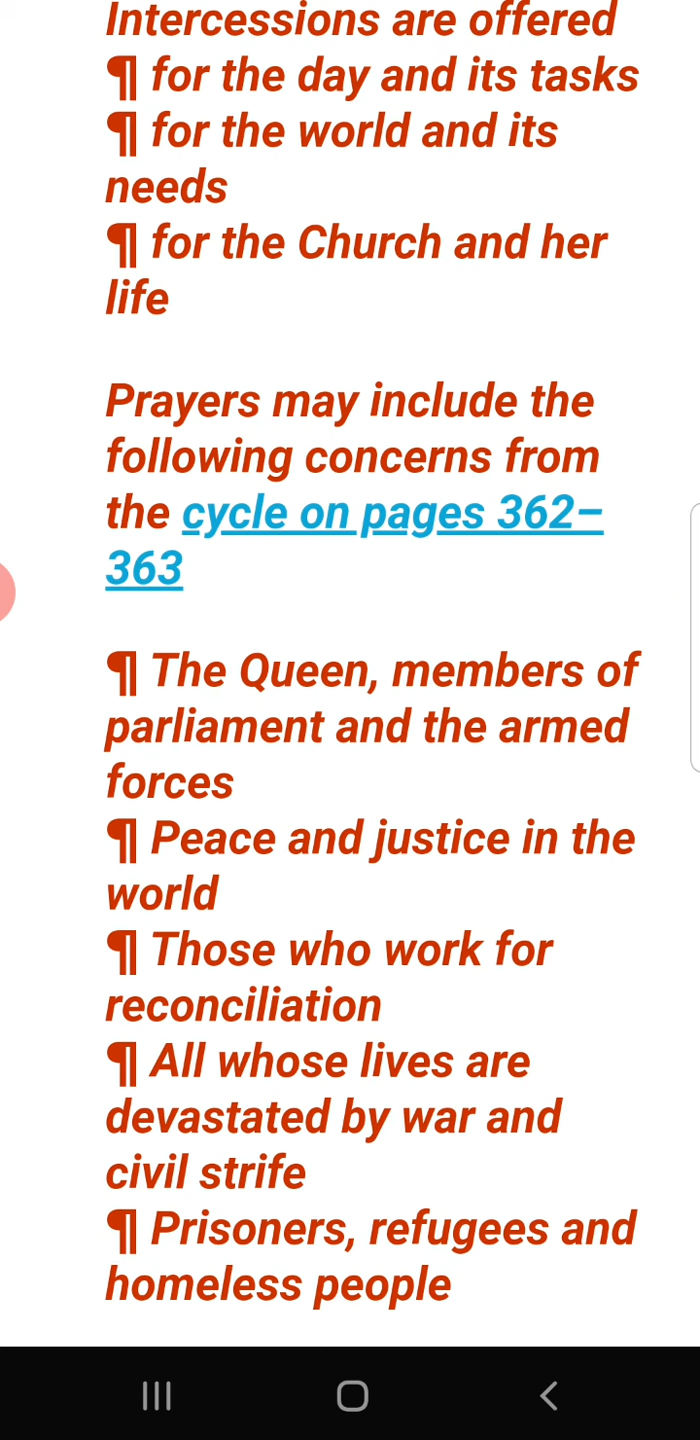 Intercessions are offered
¶ for the day and its tasks
¶ for the world and its
needs
¶ for the Church and her
life
Prayers may include the
following concerns from
the cycle on pages 362–
363
¶ The Queen, members of
parliament and the armed
forces
¶ Peace and justice in the
world
¶ Those who work for
reconciliation
¶ All whose lives are
devastated by war and
civil strife
¶ Prisoners, refugees and
homeless people